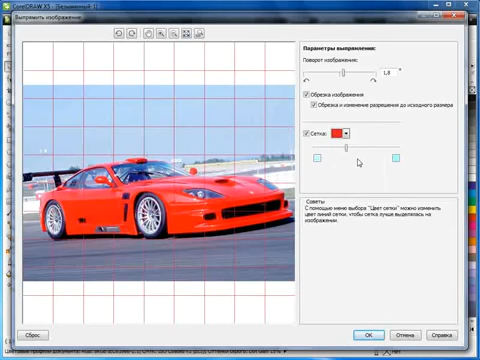 CorelDRAW X5 - [Безымянный-1]
Выпрямить изображение
Параметры выпрямления:
Поворот изображения:
1,8 °
Обрезка изображения
Обрезка и изменение разрешения до исходного размера
Сетка:
Советы
С помощью меню выбора "Цвет сетки" можно изменить
цвет линий сетки, чтобы сетка лучше выделялась на
изображении.
Сброс
OK
Отмена
Справка